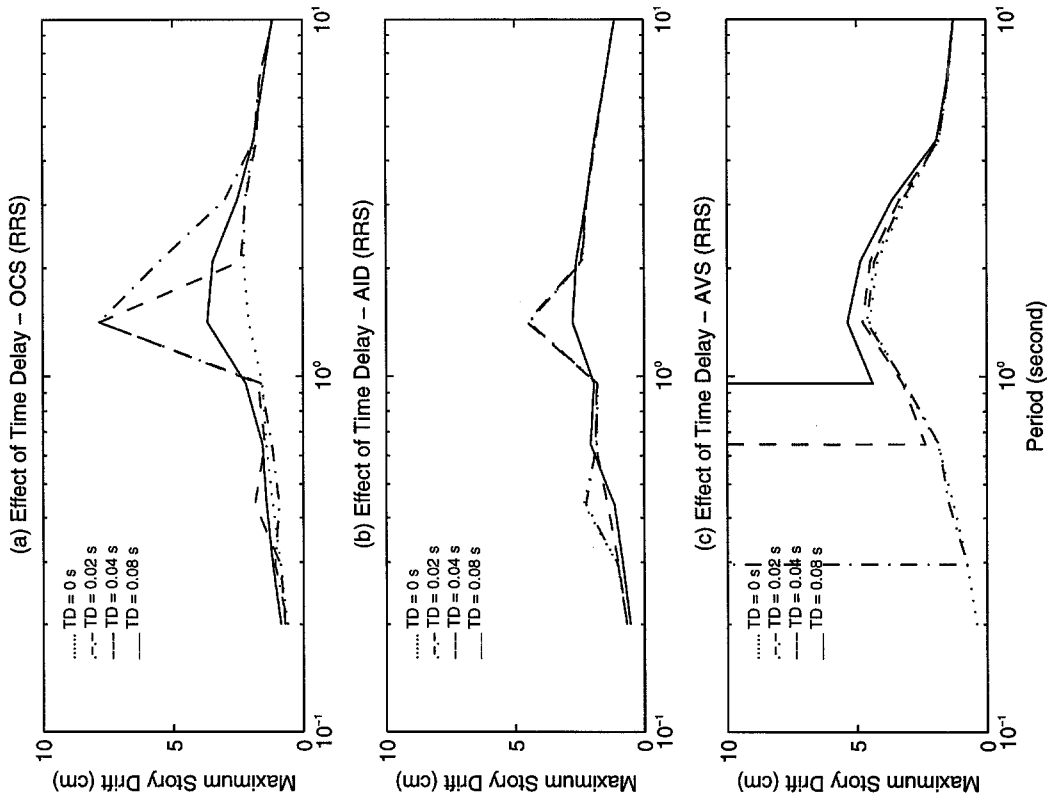 (a) Effect of Time Delay – OCS (RRS)
10
5
0
Maximum Story Drift (cm)
TD = 0 s
TD = 0.02 s
TD = 0.04 s
TD = 0.08 s
10⁻¹
10⁰
10¹
(b) Effect of Time Delay – AID (RRS)
10
5
0
Maximum Story Drift (cm)
TD = 0 s
TD = 0.02 s
TD = 0.04 s
TD = 0.08 s
10⁻¹
10⁰
10¹
(c) Effect of Time Delay – AVS (RRS)
10
5
0
Maximum Story Drift (cm)
TD = 0 s
TD = 0.02 s
TD = 0.04 s
TD = 0.08 s
10⁻¹
10⁰
10¹
Period (second)